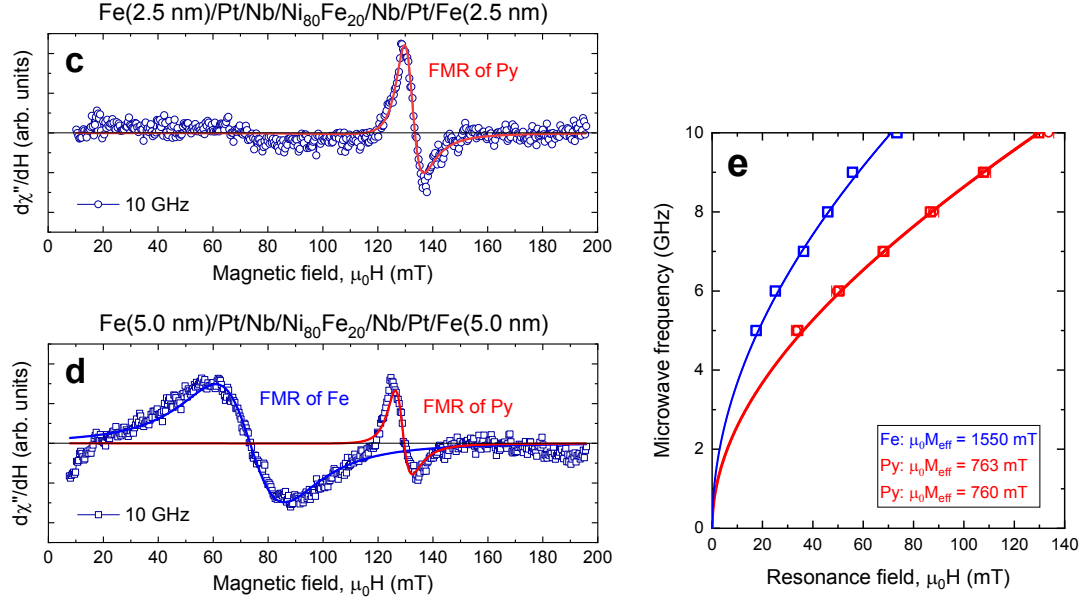 Fe(2.5 nm)/Pt/Nb/Ni₈₀Fe₂₀/Nb/Pt/Fe(2.5 nm)
c
FMR of Py
10 GHz
dχ"/dH (arb. units)
0 20 40 60 80 100 120 140 160 180 200
Magnetic field, μ₀H (mT)
Fe(5.0 nm)/Pt/Nb/Ni₈₀Fe₂₀/Nb/Pt/Fe(5.0 nm)
d
FMR of Fe
FMR of Py
10 GHz
dχ"/dH (arb. units)
0 20 40 60 80 100 120 140 160 180 200
Magnetic field, μ₀H (mT)
e
Microwave frequency (GHz)
10
8
6
4
2
0
Fe: μ₀M_eff = 1550 mT
Py: μ₀M_eff = 763 mT
Py: μ₀M_eff = 760 mT
0 20 40 60 80 100 120 140
Resonance field, μ₀H (mT)